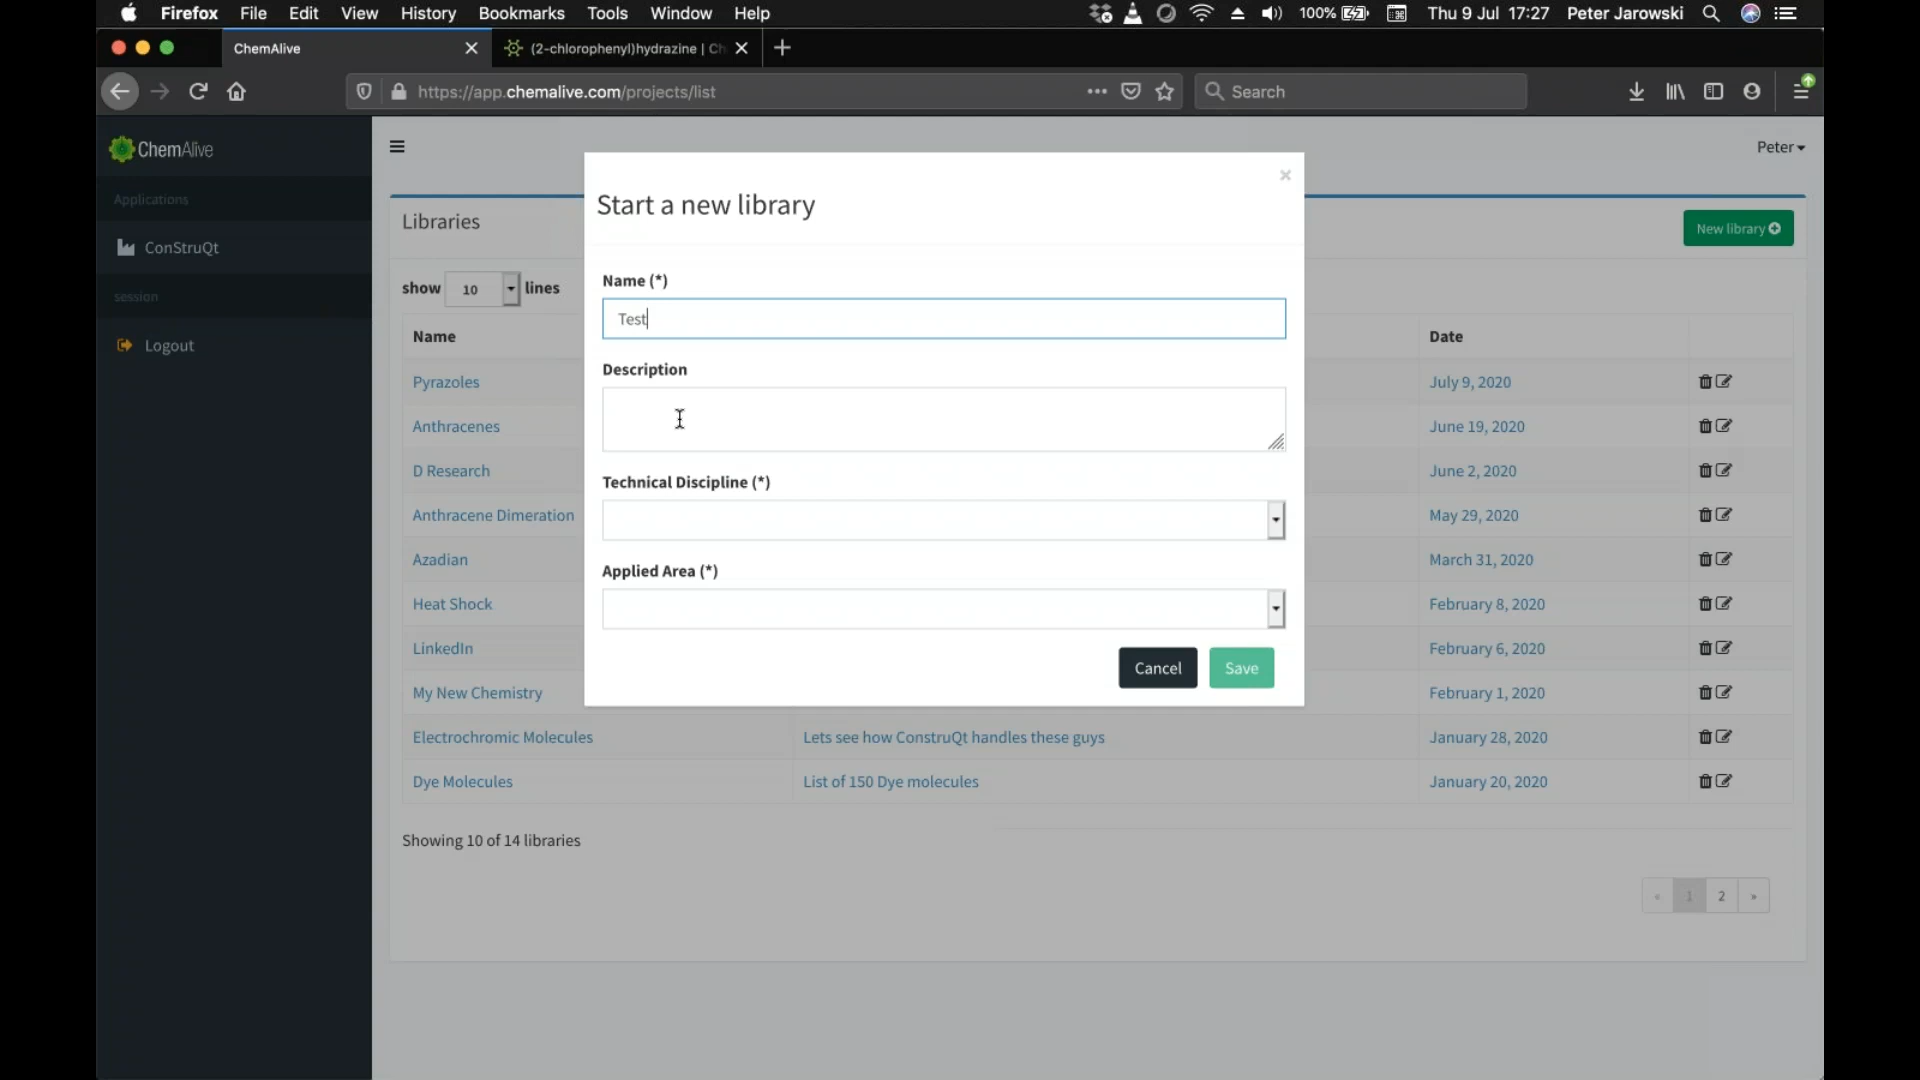 Firefox File Edit View History Bookmarks Tools Window Help 100% Thu 9 Jul 17:27 Peter Jarowski
ChemAlive (2-chlorophenyl)hydrazine | Ch
https://app.chemalive.com/projects/list Search
ChemAlive
Peter
Applications
ConStruQt
session
Logout
Libraries
New library
show 10 lines
Name Date
Pyrazoles July 9, 2020
Anthracenes June 19, 2020
D Research June 2, 2020
Anthracene Dimeration May 29, 2020
Azadian March 31, 2020
Heat Shock February 8, 2020
LinkedIn February 6, 2020
My New Chemistry February 1, 2020
Electrochromic Molecules Lets see how ConstruQt handles these guys January 28, 2020
Dye Molecules List of 150 Dye molecules January 20, 2020
Showing 10 of 14 libraries
« 1 2 »
Start a new library
×
Name (*)
Test
Description
Technical Discipline (*)
Applied Area (*)
Cancel Save